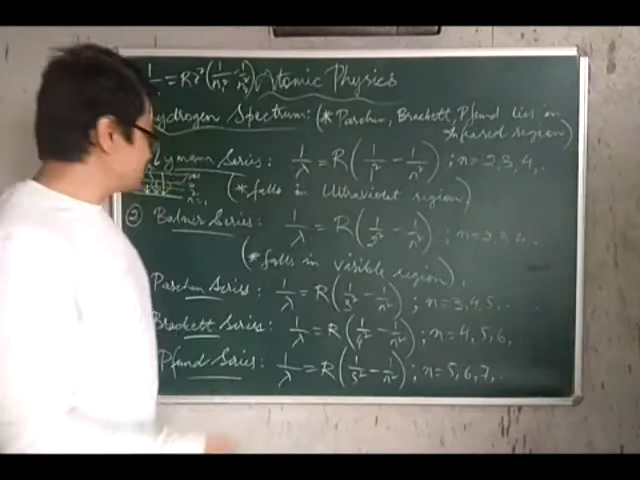 1/λ = Rz²(1/n₁² - 1/n₂²) Atomic Physics
Hydrogen Spectrum: (* Paschen, Brackett, Pfund lies in
Infrared region)
Lymann Series: 1/λ = R(1/1² - 1/n²) ; n = 2, 3, 4, .
(* falls in Ultraviolet region)
② Balmir Series: 1/λ = R(1/2² - 1/n²) ; n = 2, 3, 4 . .
(* falls in visible region),
Paschen Series: 1/λ = R(1/3² - 1/n²) ; n = 3, 4, 5, . .
Brackett Series: 1/λ = R(1/4² - 1/n²) ; n = 4, 5, 6,
Pfund Series: 1/λ = R(1/5² - 1/n²) ; n = 5, 6, 7, . .